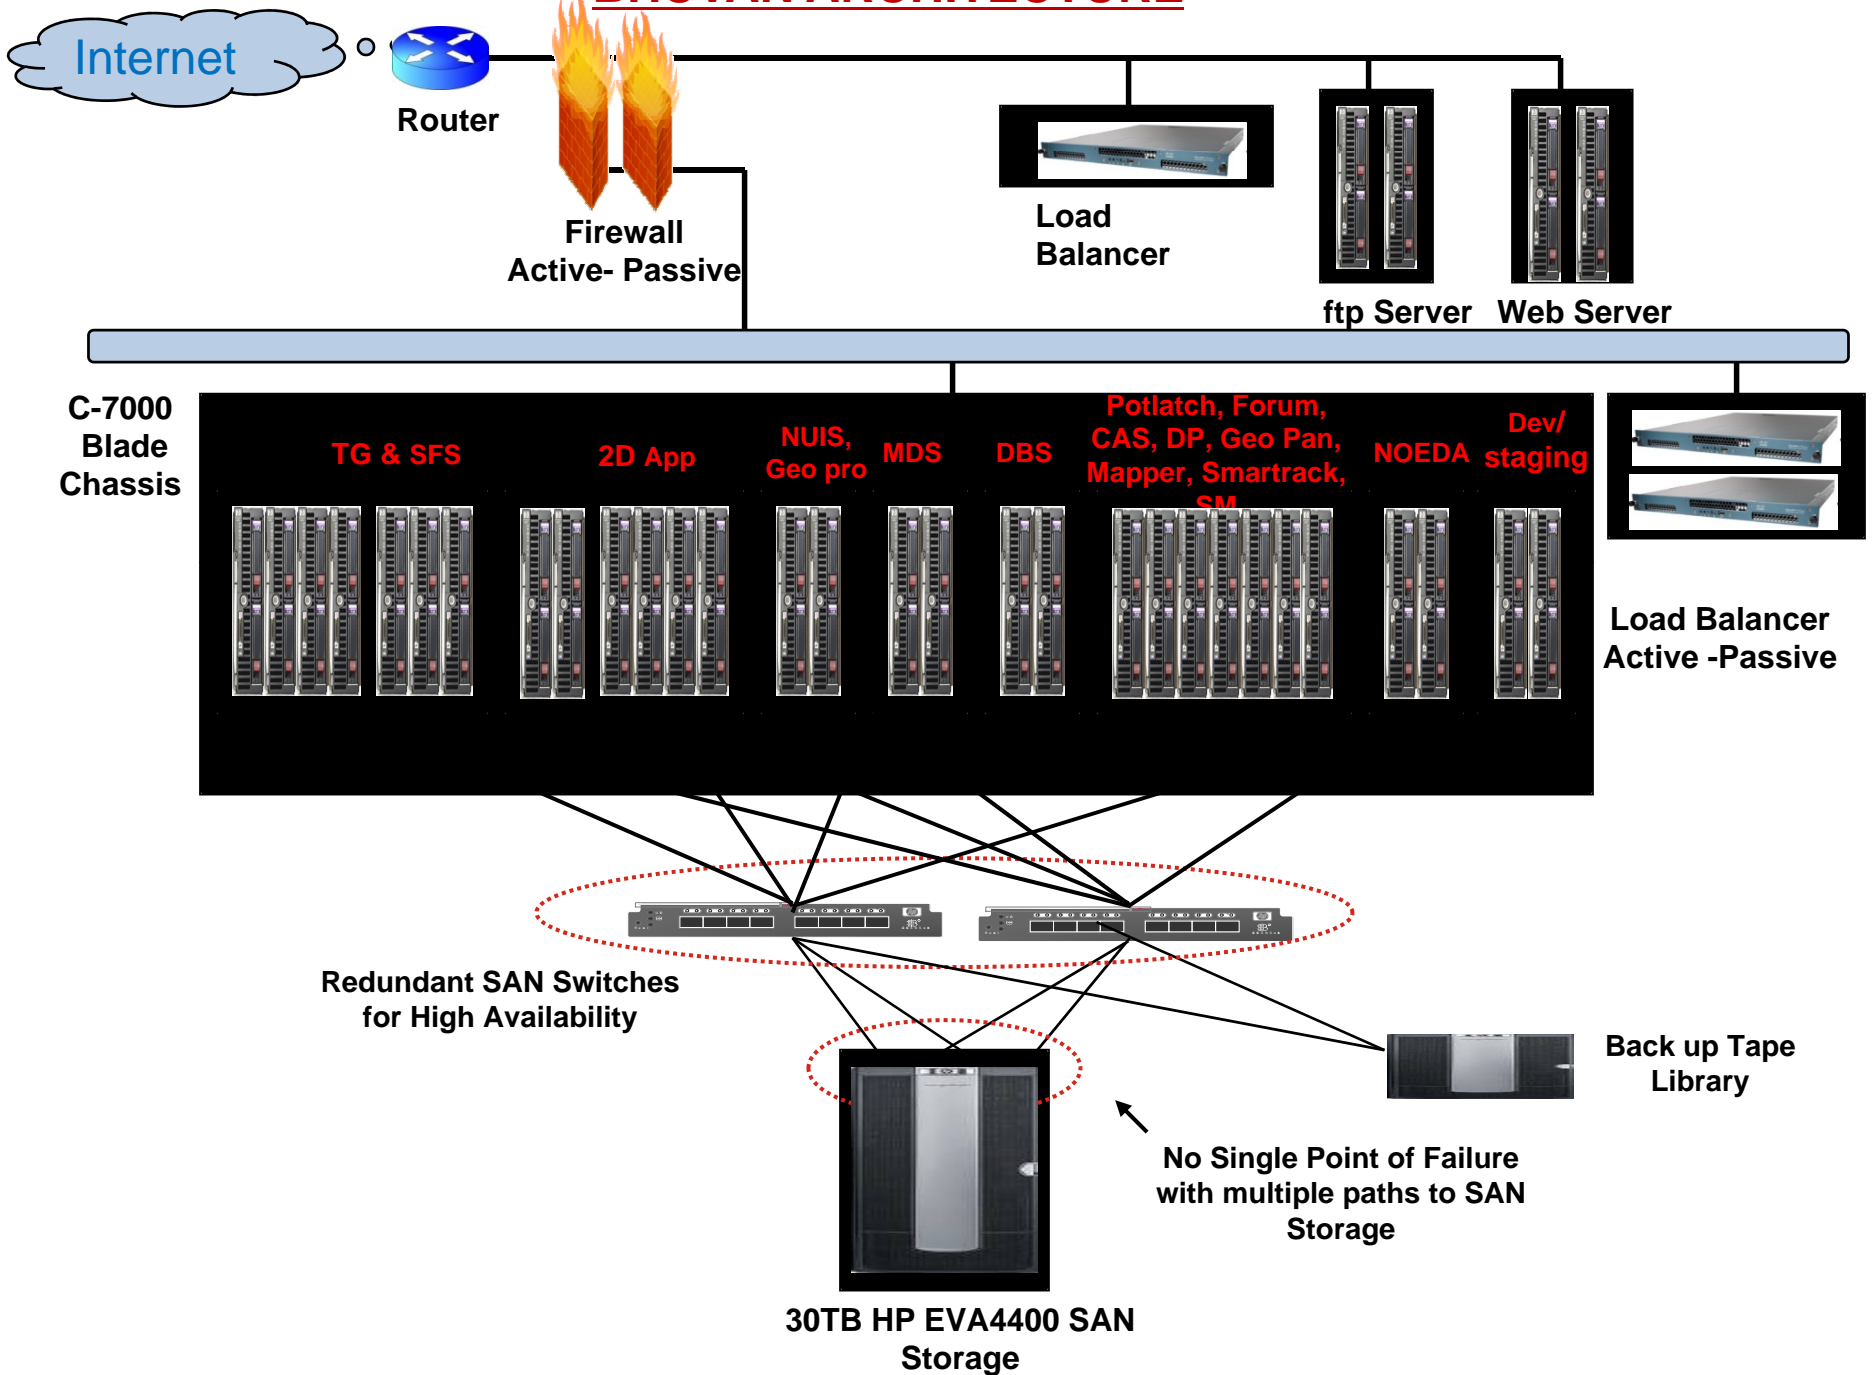 BHUVAN ARCHITECTURE
Internet
Router
Firewall
Active- Passive
Load
Balancer
ftp Server
Web Server
C-7000
Blade
Chassis
TG & SFS
2D App
NUIS,
Geo pro
MDS
DBS
Potlatch, Forum,
CAS, DP, Geo Pan,
Mapper, Smartrack,
SM
NOEDA
Dev/
staging
Load Balancer
Active -Passive
Redundant SAN Switches
for High Availability
Back up Tape
Library
No Single Point of Failure
with multiple paths to SAN
Storage
30TB HP EVA4400 SAN
Storage